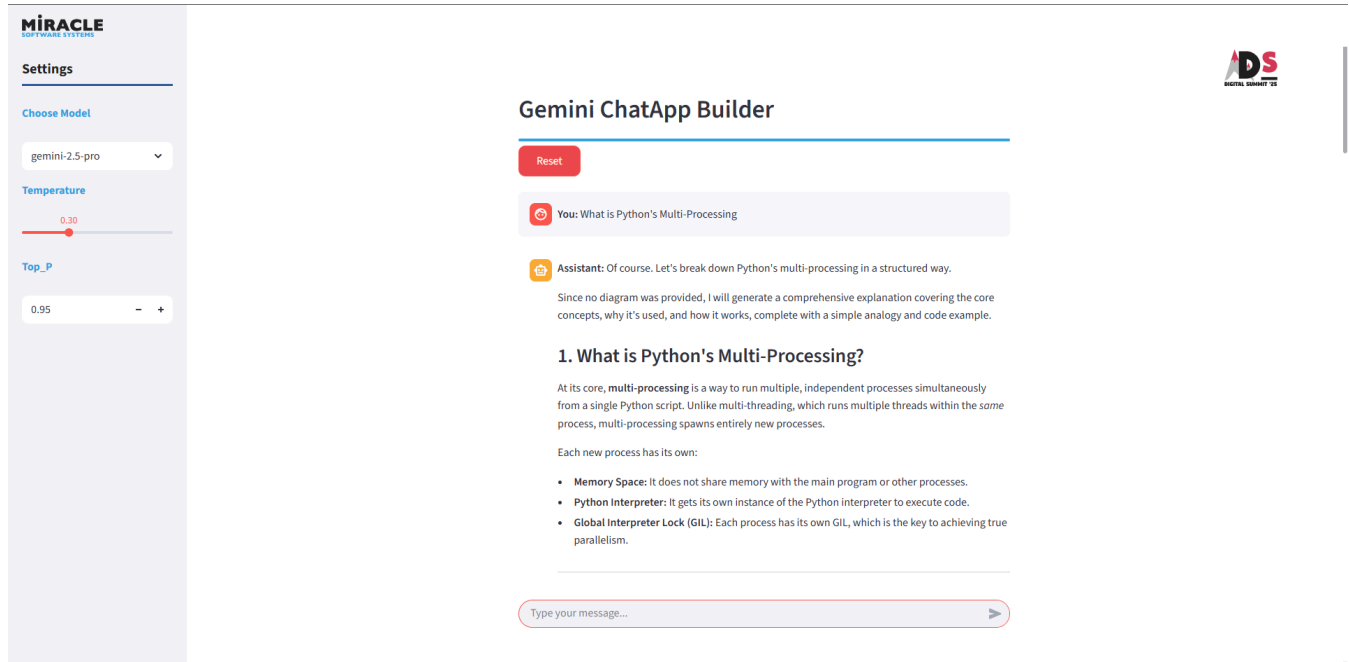 MIRACLE
SOFTWARE SYSTEMS
Settings
Choose Model
gemini-2.5-pro
Temperature
0.30
Top_P
0.95
ADS
DIGITAL SUMMIT '25
Gemini ChatApp Builder
Reset
You: What is Python's Multi-Processing
Assistant: Of course. Let's break down Python's multi-processing in a structured way.
Since no diagram was provided, I will generate a comprehensive explanation covering the core
concepts, why it's used, and how it works, complete with a simple analogy and code example.
1. What is Python's Multi-Processing?
At its core, multi-processing is a way to run multiple, independent processes simultaneously
from a single Python script. Unlike multi-threading, which runs multiple threads within the same
process, multi-processing spawns entirely new processes.
Each new process has its own:
• Memory Space: It does not share memory with the main program or other processes.
• Python Interpreter: It gets its own instance of the Python interpreter to execute code.
• Global Interpreter Lock (GIL): Each process has its own GIL, which is the key to achieving true
parallelism.
Type your message...